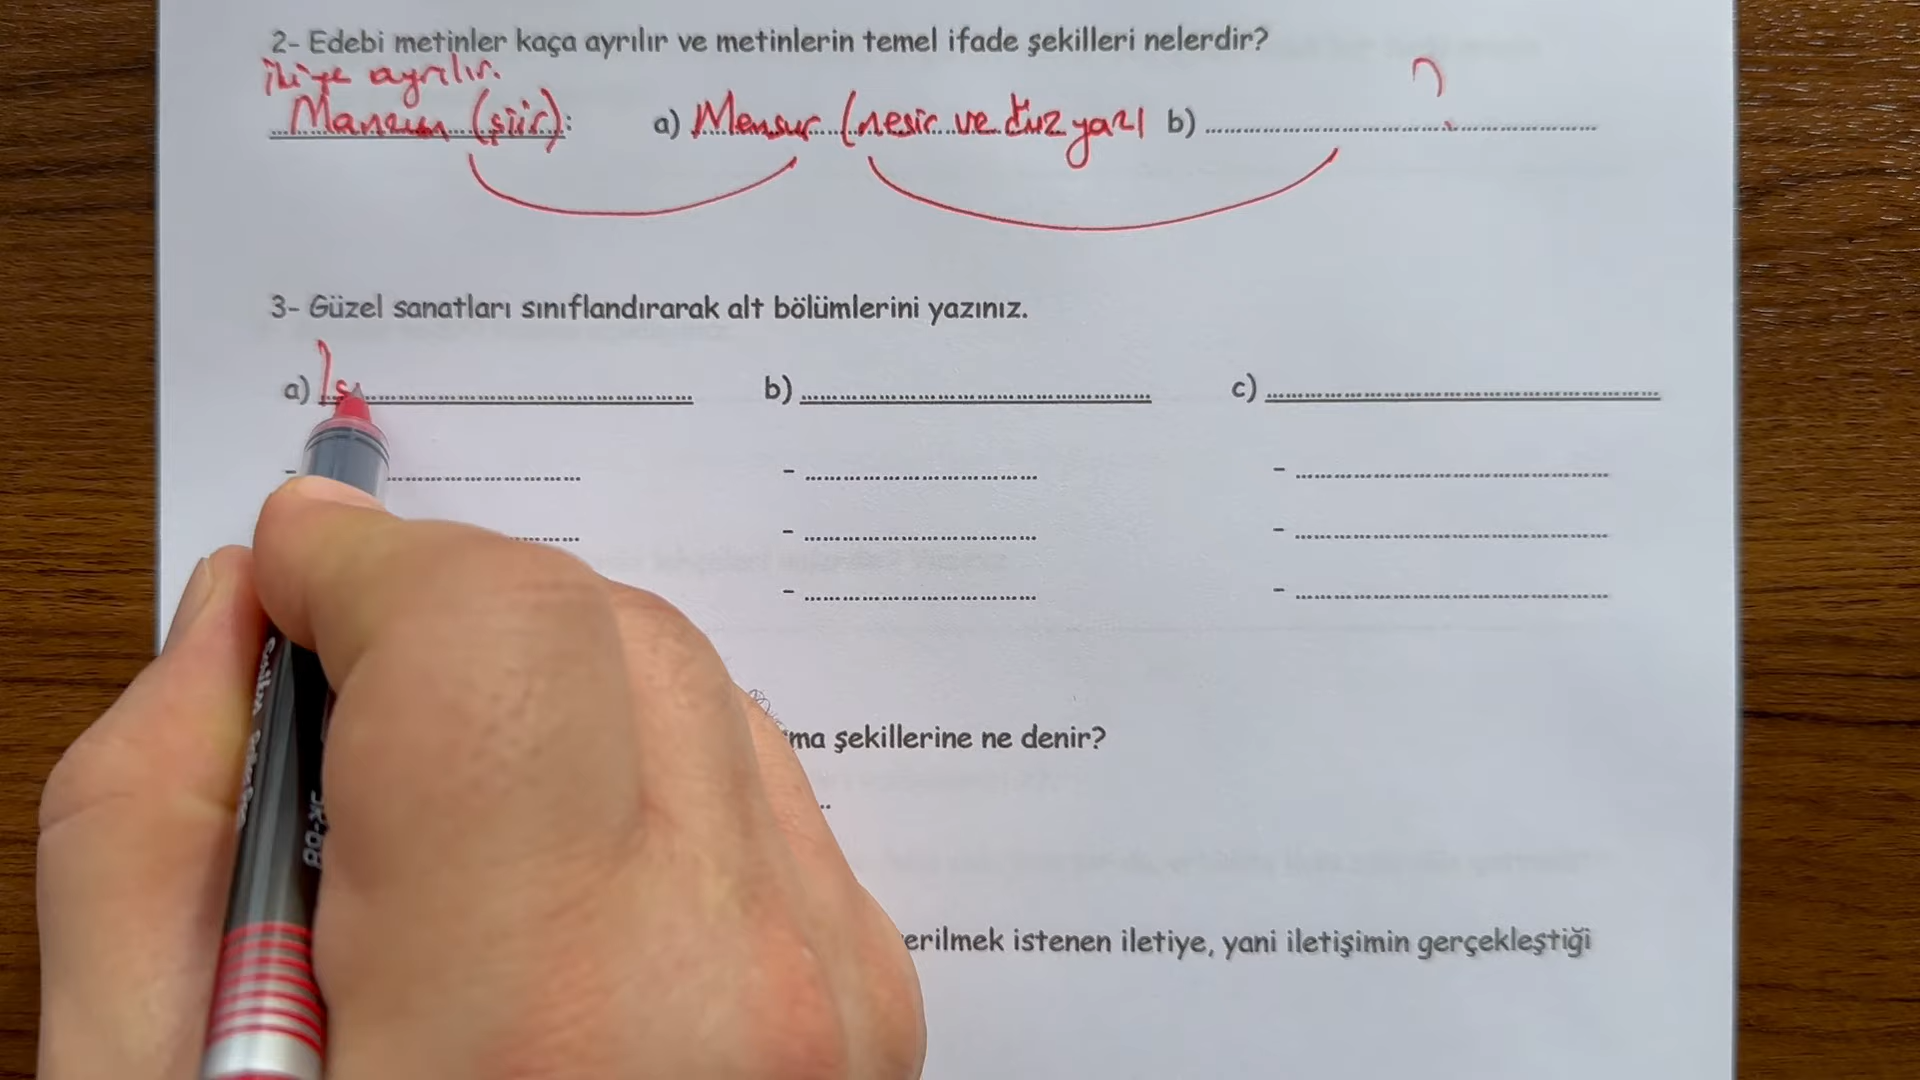 2- Edebi metinler kaça ayrılır ve metinlerin temel ifade şekilleri nelerdir?
İkiye ayrılır.
Manzum (şiir): a) Mensur (nesir ve düz yazı b) ?
3- Güzel sanatları sınıflandırarak alt bölümlerini yazınız.
a) İş b) c)
- - -
- -
- -
ma şekillerine ne denir?
erilmek istenen iletiye, yani iletişimin gerçekleştiği